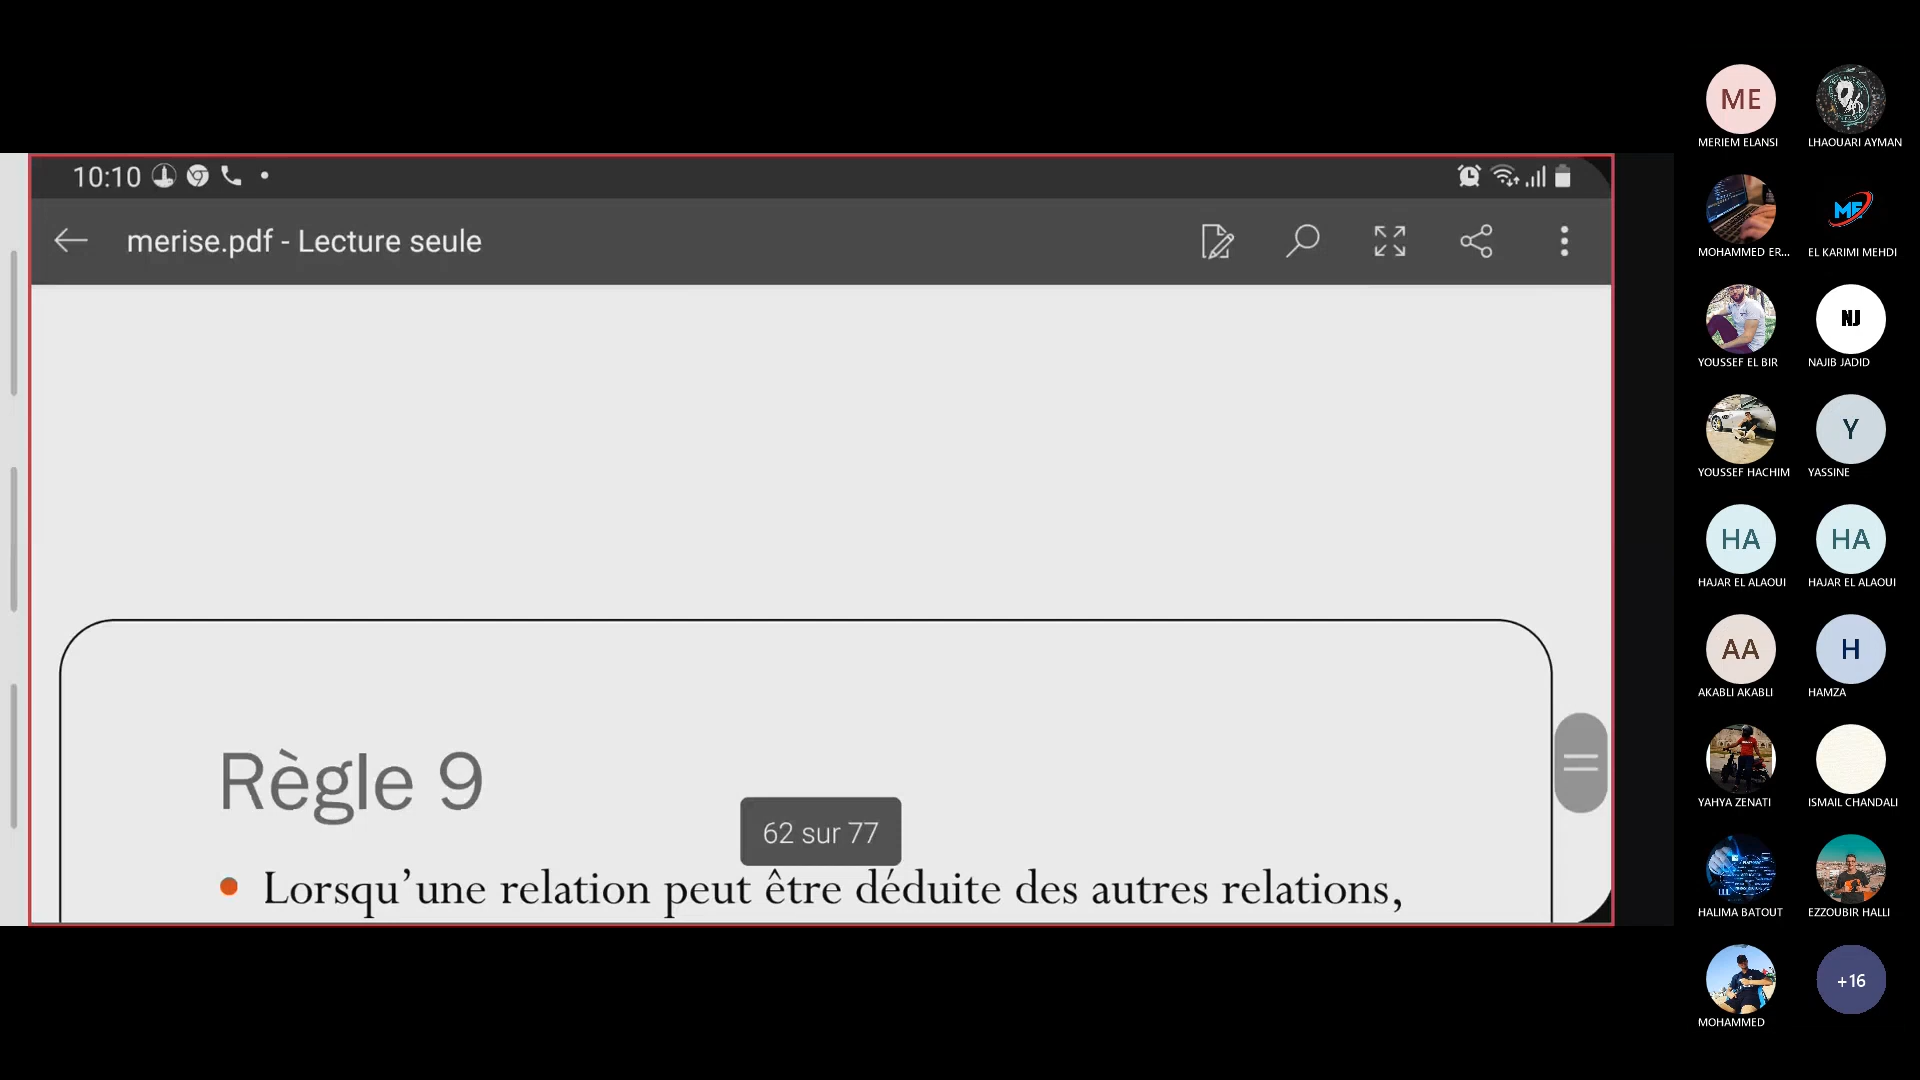 10:10
merise.pdf - Lecture seule
Règle 9
62 sur 77
Lorsqu’une relation peut être déduite des autres relations,
ME
MERIEM ELANSI
LHAOUARI AYMAN
MOHAMMED ER...
ME
EL KARIMI MEHDI
YOUSSEF EL BIR
NJ
NAJIB JADID
YOUSSEF HACHIM
Y
YASSINE
HA
HAJAR EL ALAOUI
HA
HAJAR EL ALAOUI
AA
AKABLI AKABLI
H
HAMZA
YAHYA ZENATI
ISMAIL CHANDALI
HALIMA BATOUT
EZZOUBIR HALLI
MOHAMMED
+16